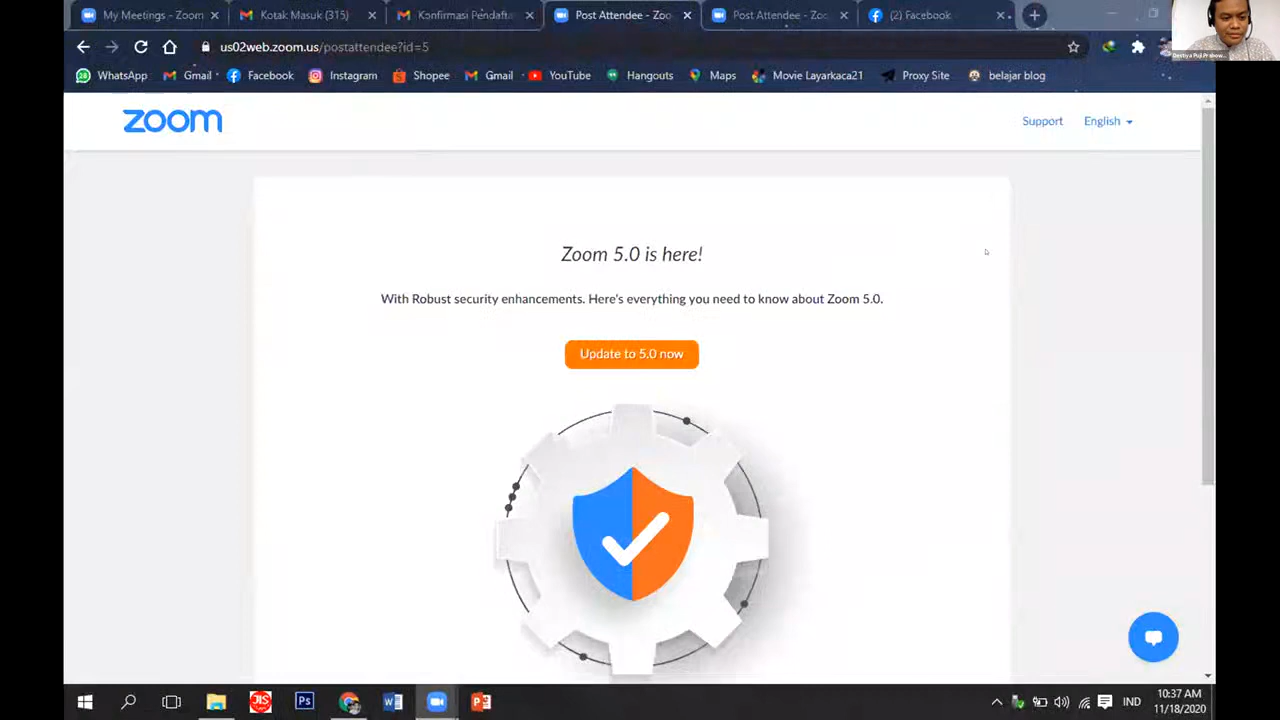 My Meetings - Zoom
Kotak Masuk (315)
Konfirmasi Pendaft
Post Attendee - Zoo
Post Attendee - Zoo
(2) Facebook
us02web.zoom.us/postattendee?id=5
WhatsApp
Gmail
Facebook
Instagram
Shopee
Gmail
YouTube
Hangouts
Maps
Movie Layarkaca21
Proxy Site
belajar blog
zoom
Support
English
Zoom 5.0 is here!
With Robust security enhancements. Here's everything you need to know about Zoom 5.0.
Update to 5.0 now
JIS
Ps
IND
10:37 AM
11/18/2020